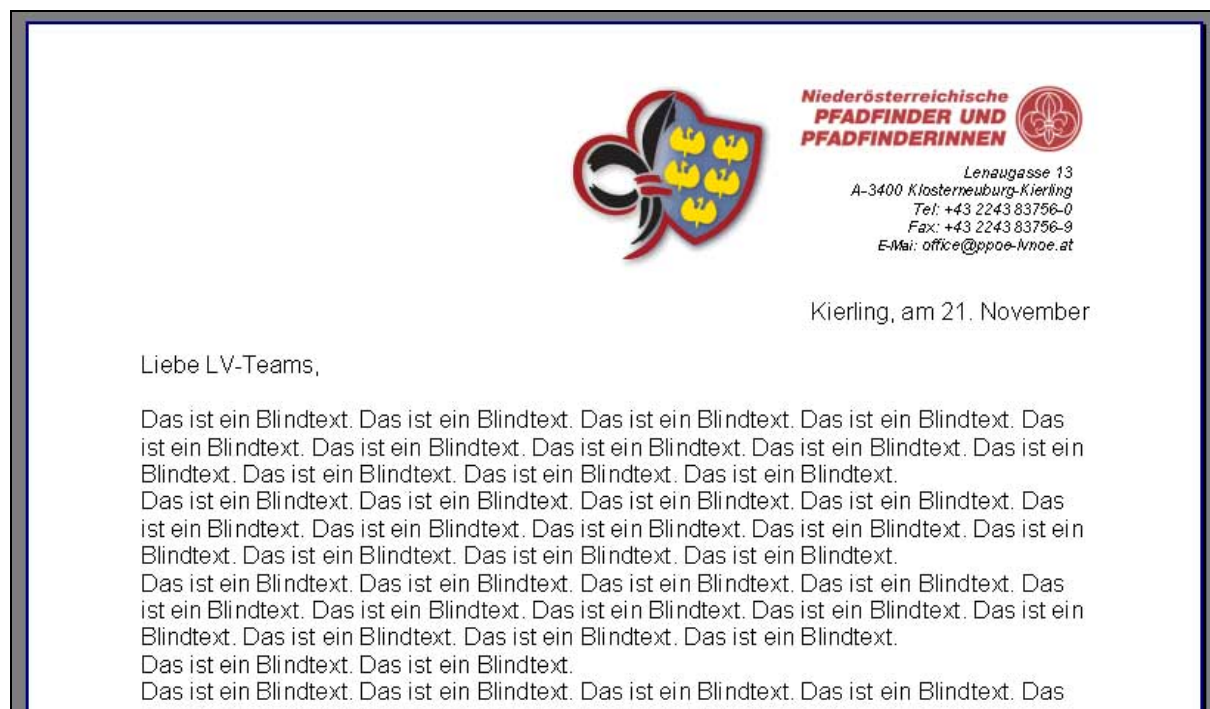 Niederösterreichische
PFADFINDER UND
PFADFINDERINNEN
Lenaugasse 13
A-3400 Klosterneuburg-Kierling
Tel: +43 2243 83756-0
Fax: +43 2243 83756-9
E-Mai: office@ppoe-lvnoe.at
Kierling, am 21. November
Liebe LV-Teams,
Das ist ein Blindtext. Das ist ein Blindtext. Das ist ein Blindtext. Das ist ein Blindtext. Das
ist ein Blindtext. Das ist ein Blindtext. Das ist ein Blindtext. Das ist ein Blindtext. Das ist ein
Blindtext. Das ist ein Blindtext. Das ist ein Blindtext. Das ist ein Blindtext.
Das ist ein Blindtext. Das ist ein Blindtext. Das ist ein Blindtext. Das ist ein Blindtext. Das
ist ein Blindtext. Das ist ein Blindtext. Das ist ein Blindtext. Das ist ein Blindtext. Das ist ein
Blindtext. Das ist ein Blindtext. Das ist ein Blindtext. Das ist ein Blindtext.
Das ist ein Blindtext. Das ist ein Blindtext. Das ist ein Blindtext. Das ist ein Blindtext. Das
ist ein Blindtext. Das ist ein Blindtext. Das ist ein Blindtext. Das ist ein Blindtext. Das ist ein
Blindtext. Das ist ein Blindtext. Das ist ein Blindtext. Das ist ein Blindtext.
Das ist ein Blindtext. Das ist ein Blindtext.
Das ist ein Blindtext. Das ist ein Blindtext. Das ist ein Blindtext. Das ist ein Blindtext. Das